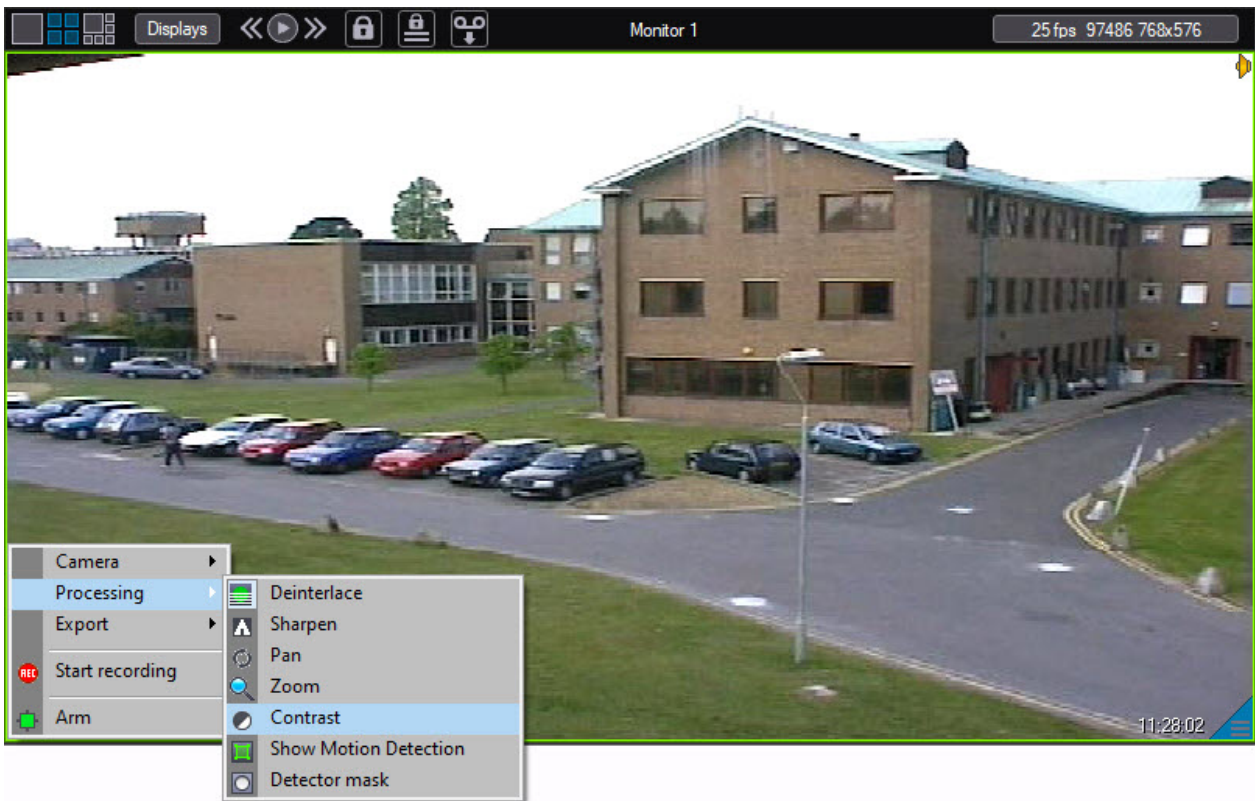 Displays
Monitor 1
25 fps 97486 768x576
Camera
Processing
Export
REC
Start recording
Arm
Deinterlace
Sharpen
Pan
Zoom
Contrast
Show Motion Detection
Detector mask
11:28:02